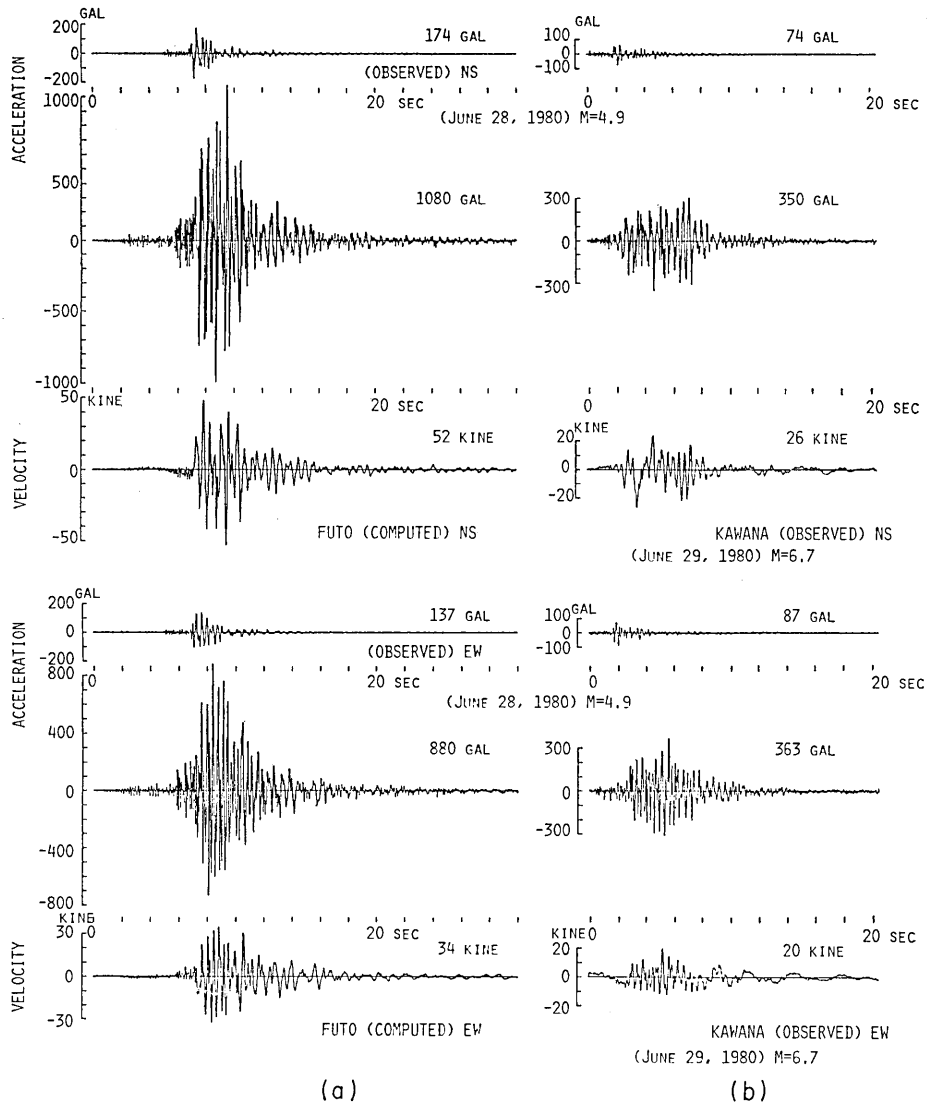 GAL
200
0
-200
174 GAL
(OBSERVED) NS
GAL
100
0
-100
74 GAL
0
20 SEC
0
20 SEC
(JUNE 28, 1980) M=4.9
ACCELERATION
1000
500
0
-500
-1000
1080 GAL
300
0
-300
350 GAL
KINE
50
0
-50
VELOCITY
20 SEC
52 KINE
FUTO (COMPUTED) NS
0
20 SEC
KINE
20
0
-20
26 KINE
KAWANA (OBSERVED) NS
(JUNE 29, 1980) M=6.7
GAL
200
0
-200
137 GAL
(OBSERVED) EW
GAL
100
0
-100
87 GAL
0
20 SEC
0
20 SEC
(JUNE 28, 1980) M=4.9
ACCELERATION
800
400
0
-400
-800
880 GAL
300
0
-300
363 GAL
KINE
0
20 SEC
30
0
-30
VELOCITY
34 KINE
FUTO (COMPUTED) EW
KINE
0
20 SEC
20
0
-20
20 KINE
KAWANA (OBSERVED) EW
(JUNE 29, 1980) M=6.7
(a)
(b)